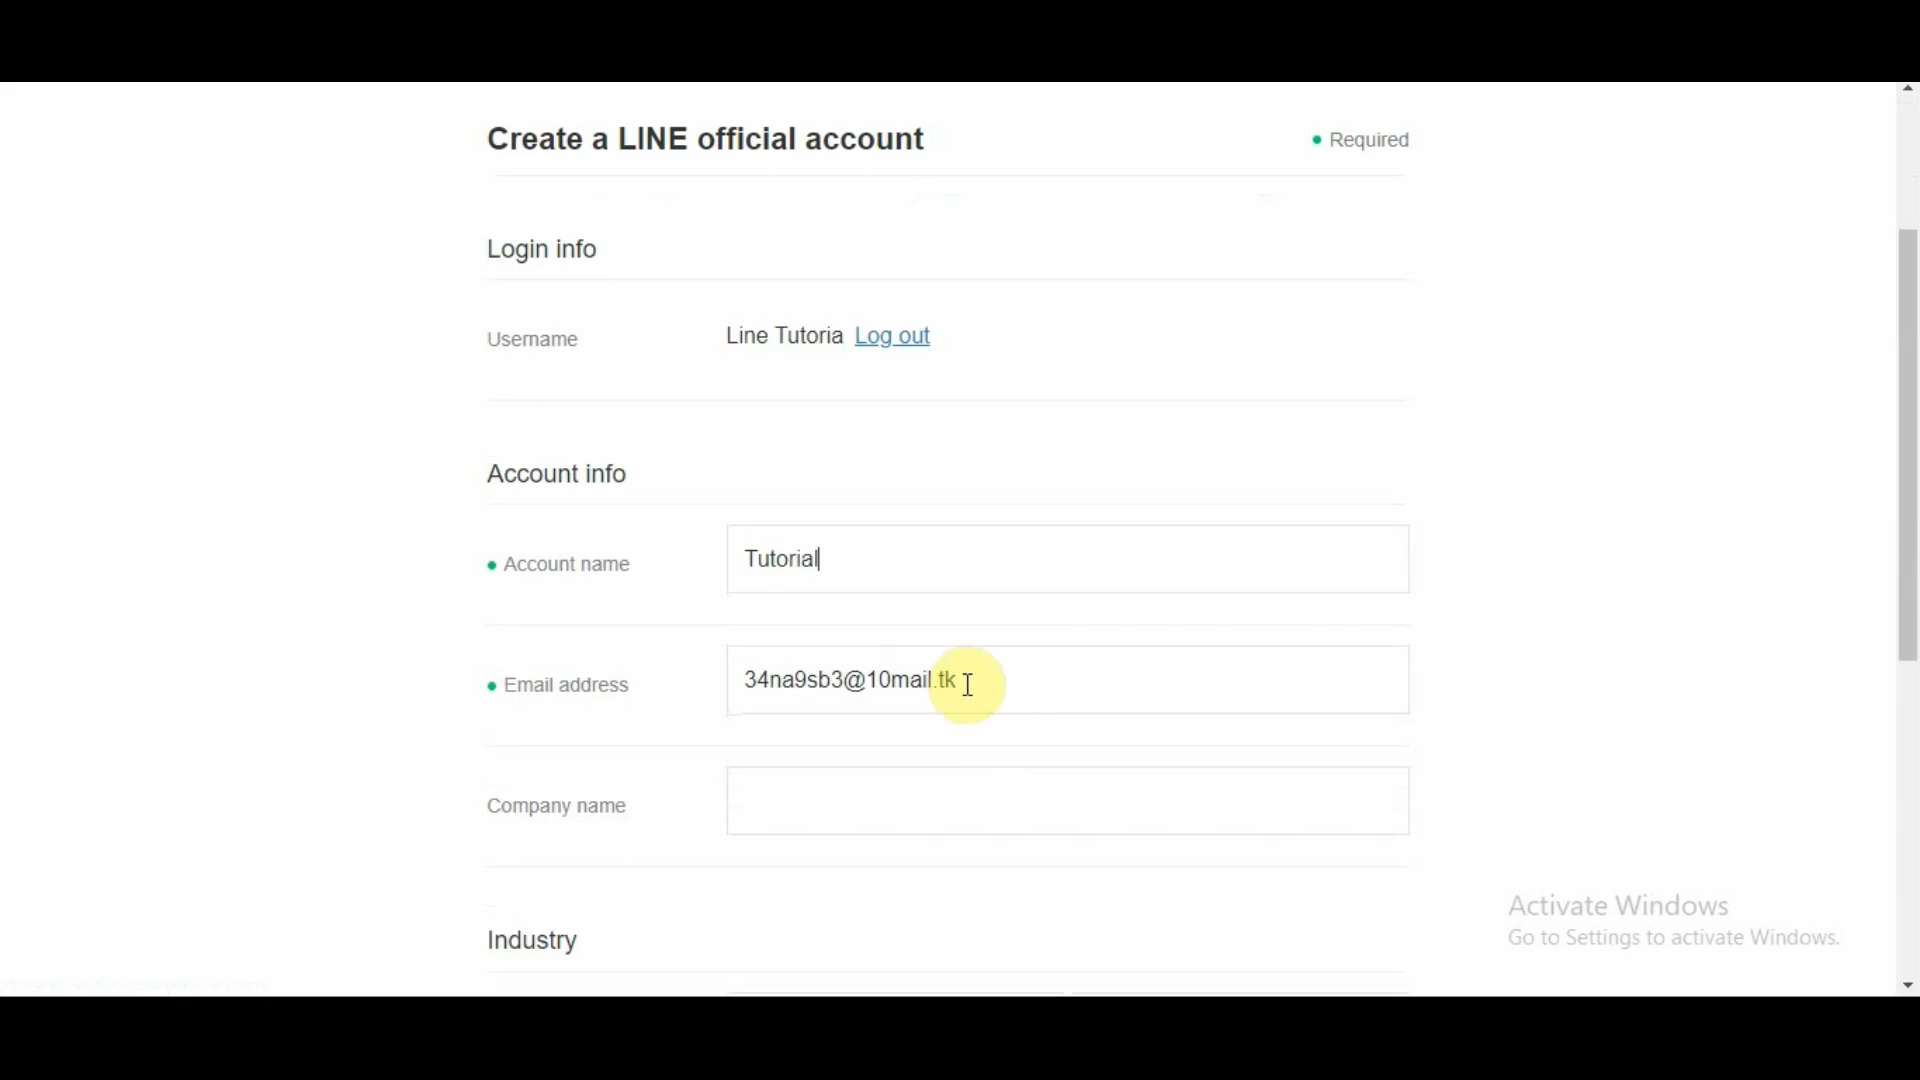 Create a LINE official account
Required
Login info
Username
Line Tutoria Log out
Account info
Account name
Tutorial
Email address
34na9sb3@10mail.tk
Company name
Industry
Activate Windows
Go to Settings to activate Windows.